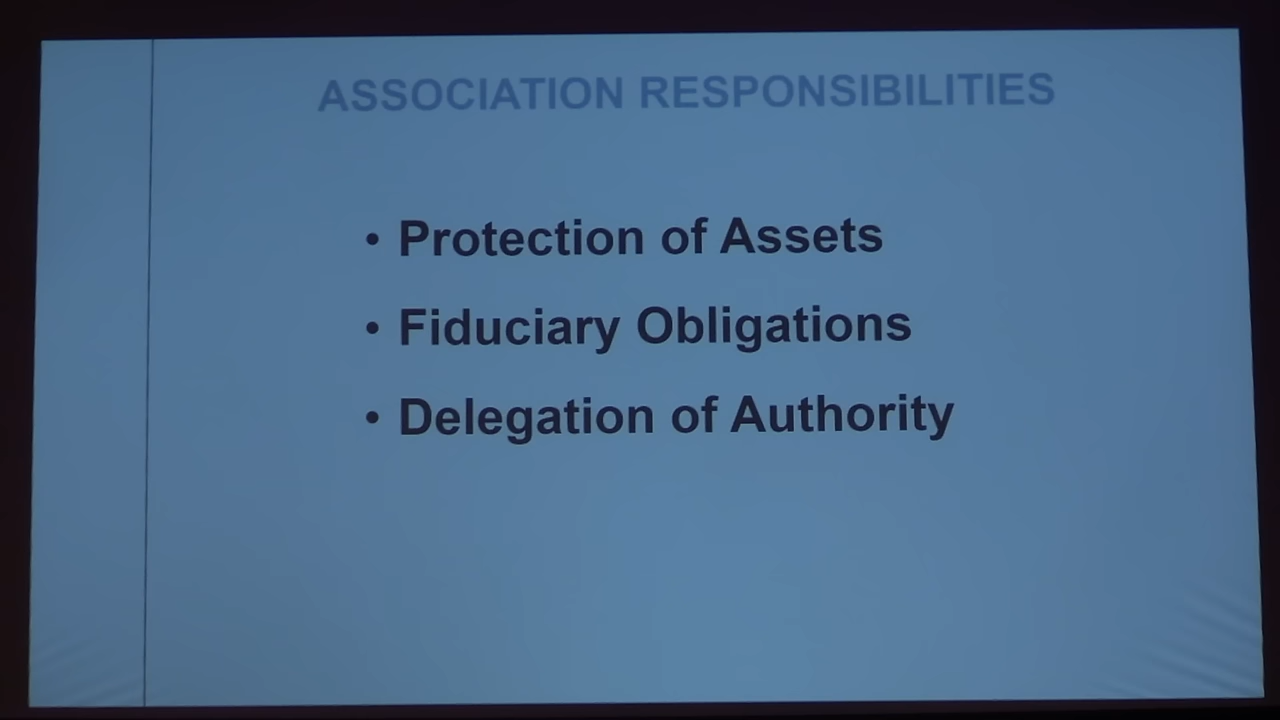 ASSOCIATION RESPONSIBILITIES
• Protection of Assets
• Fiduciary Obligations
• Delegation of Authority